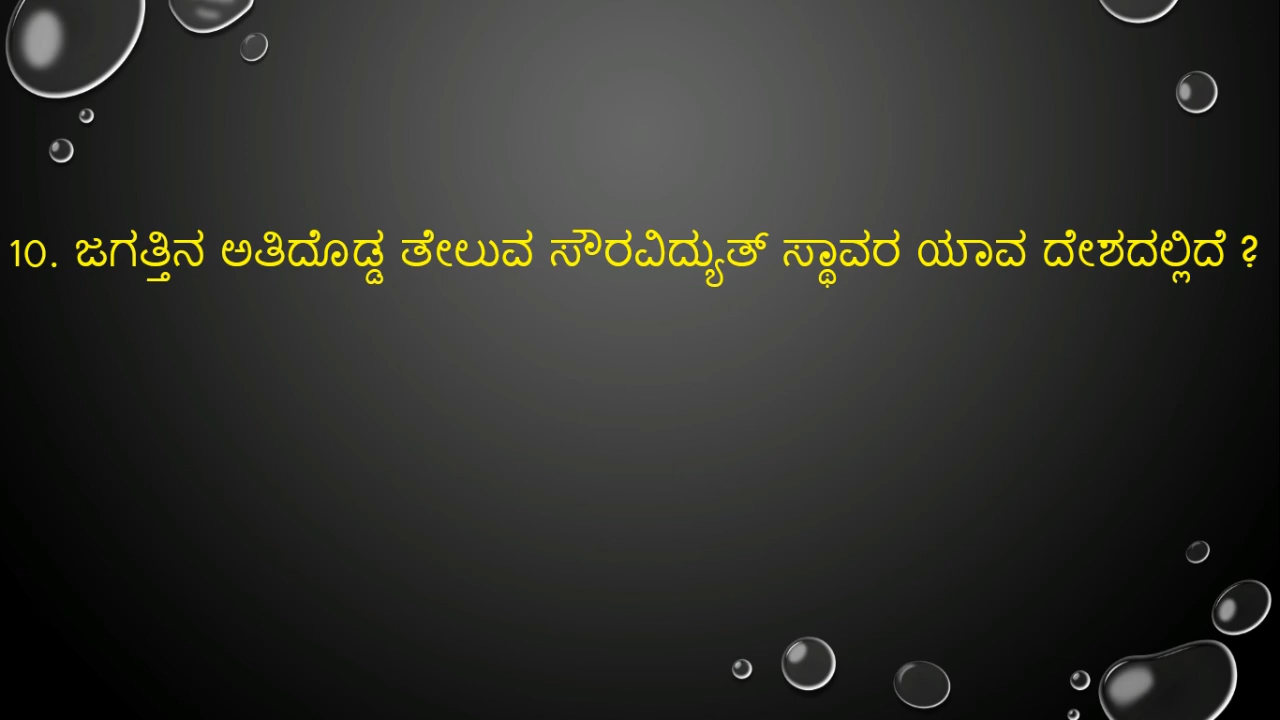 10. ಜಗತ್ತಿನ ಅತಿದೊಡ್ಡ ತೇಲುವ ಸೌರವಿದ್ಯುತ್ ಸ್ಥಾವರ ಯಾವ ದೇಶದಲ್ಲಿದೆ ?